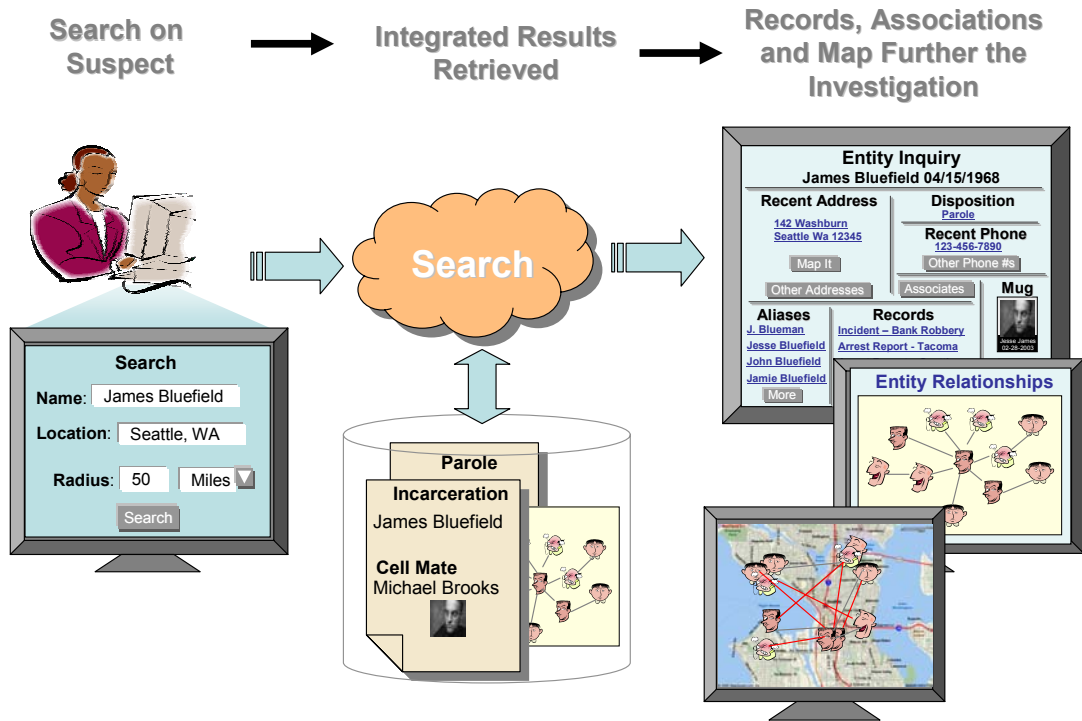 Search on
Suspect
Integrated Results
Retrieved
Records, Associations
and Map Further the
Investigation
Search
Name: James Bluefield
Location: Seattle, WA
Radius: 50 Miles
Search
Search
Parole
Incarceration
James Bluefield
Cell Mate
Michael Brooks
Entity Inquiry
James Bluefield 04/15/1968
Recent Address
142 Washburn
Seattle Wa 12345
Map It
Other Addresses
Disposition
Parole
Recent Phone
123-456-7890
Other Phone #s
Associates
Mug
Jesse James
02-28-2003
Aliases
J. Blueman
Jesse Bluefield
John Bluefield
Jamie Bluefield
More
Records
Incident – Bank Robbery
Arrest Report - Tacoma
Entity Relationships